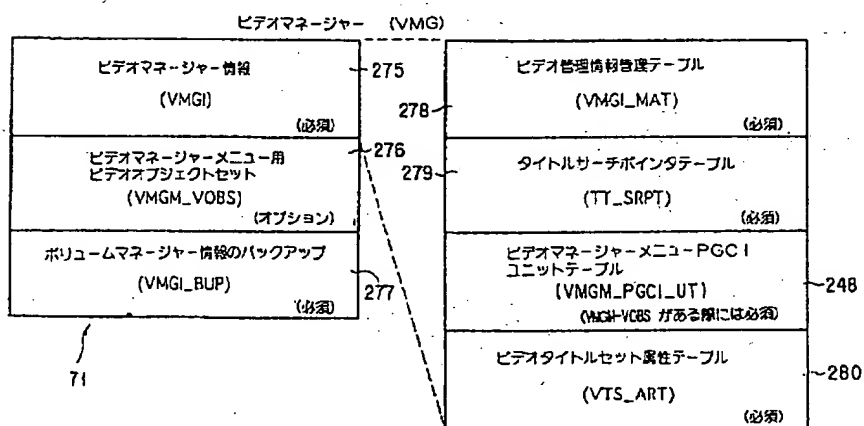 ビデオマネージャー (VMG)
ビデオマネージャー情報
(VMGI)
(必須)
275
ビデオマネージャーメニュー用
ビデオオブジェクトセット
(VMGM_VOBS)
(オプション)
276
ボリュームマネージャー情報のバックアップ
(VMGI_BUP)
(必須)
277
71
ビデオ管理情報管理テーブル
(VMGI_MAT)
(必須)
278
タイトルサーチポインタテーブル
(TT_SRPT)
(必須)
279
ビデオマネージャーメニューPGCI
ユニットテーブル
(VMGM_PGCI_UT)
(VMGM-VOBS がある際には必須)
248
ビデオタイトルセット属性テーブル
(VTS_ART)
(必須)
280